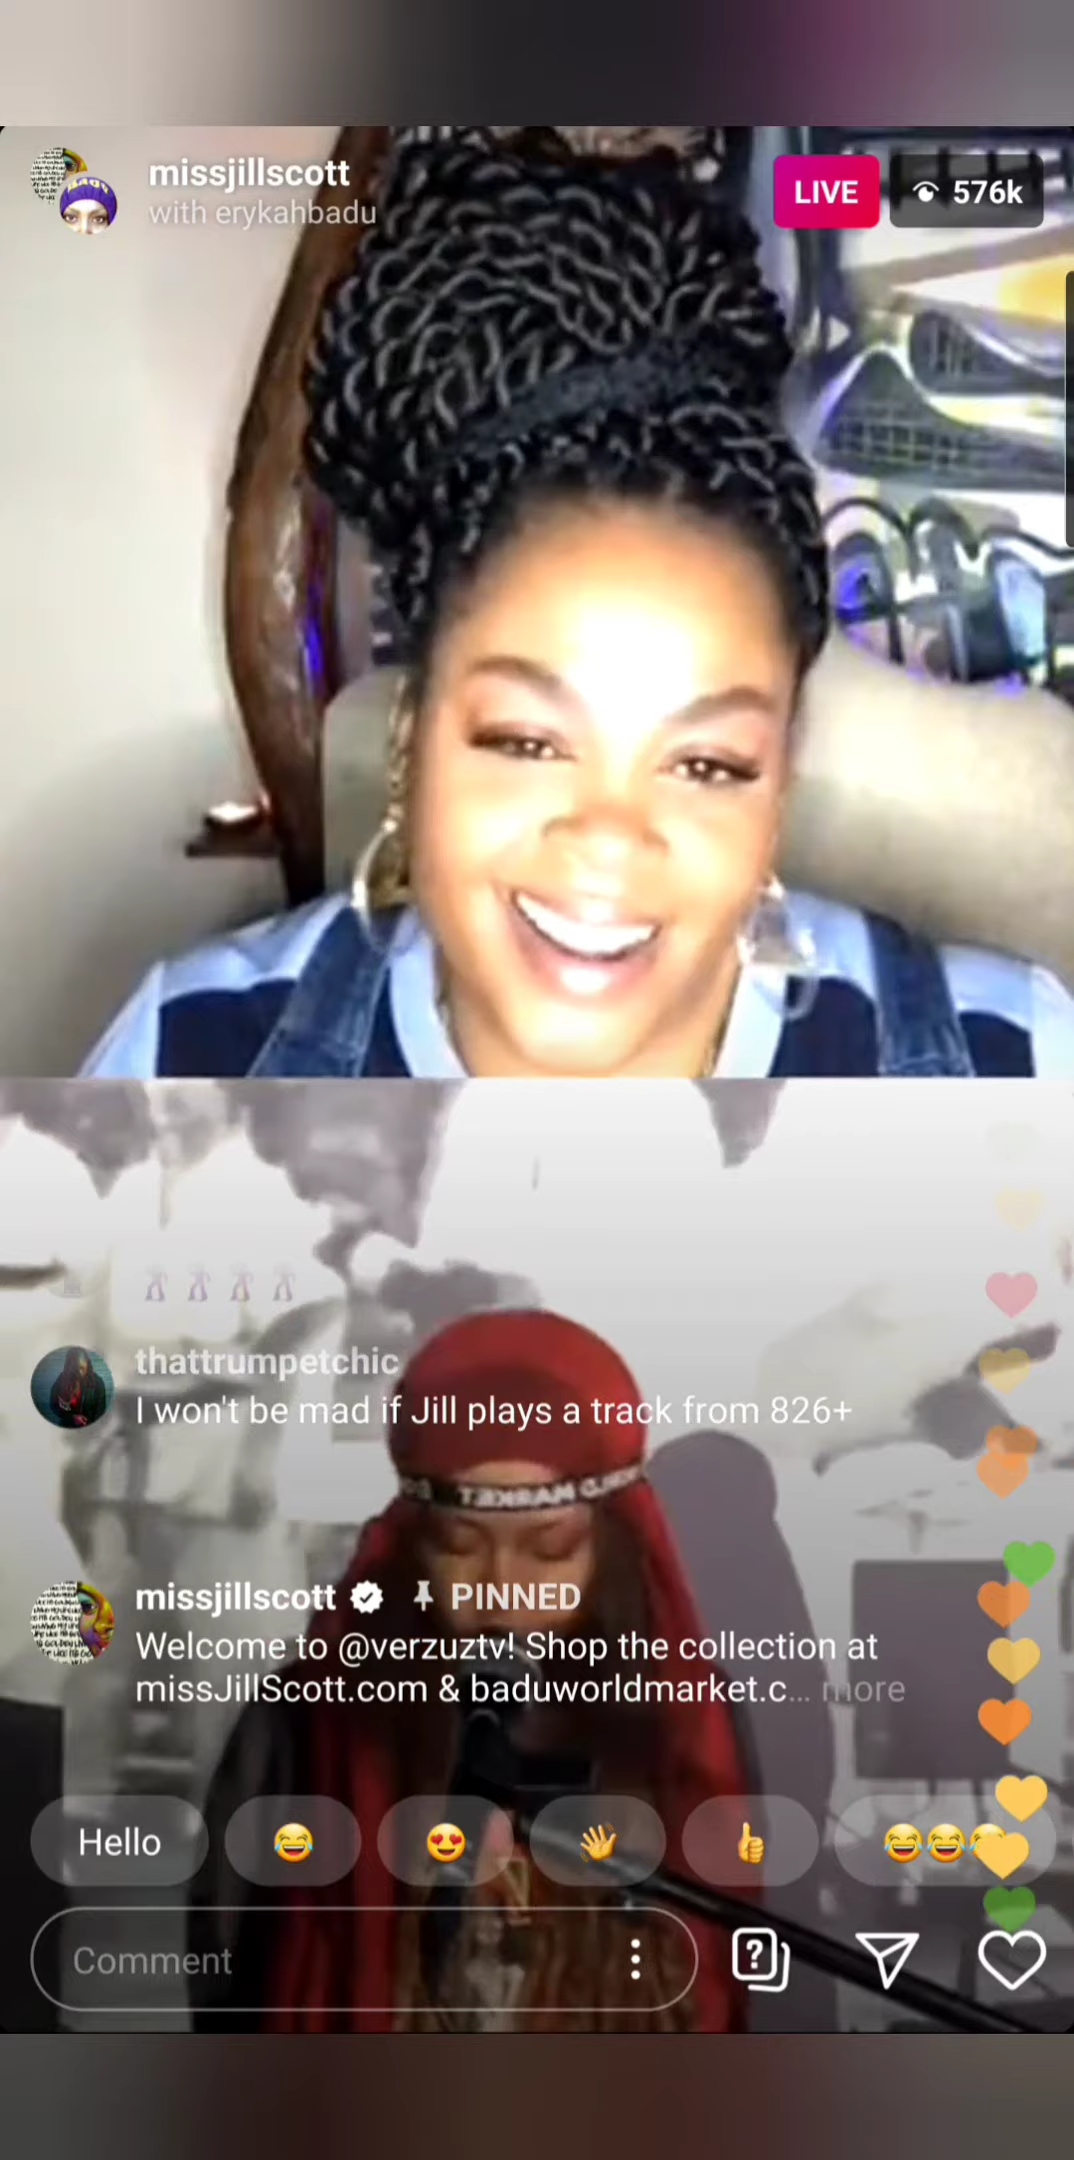 missjillscott
with erykahbadu
LIVE
576k
thattrumpetchic
I won't be mad if Jill plays a track from 826+
MARKET
missjillscott PINNED
Welcome to @verzuztv! Shop the collection at
missJillScott.com & baduworldmarket.c... more
Hello
Comment